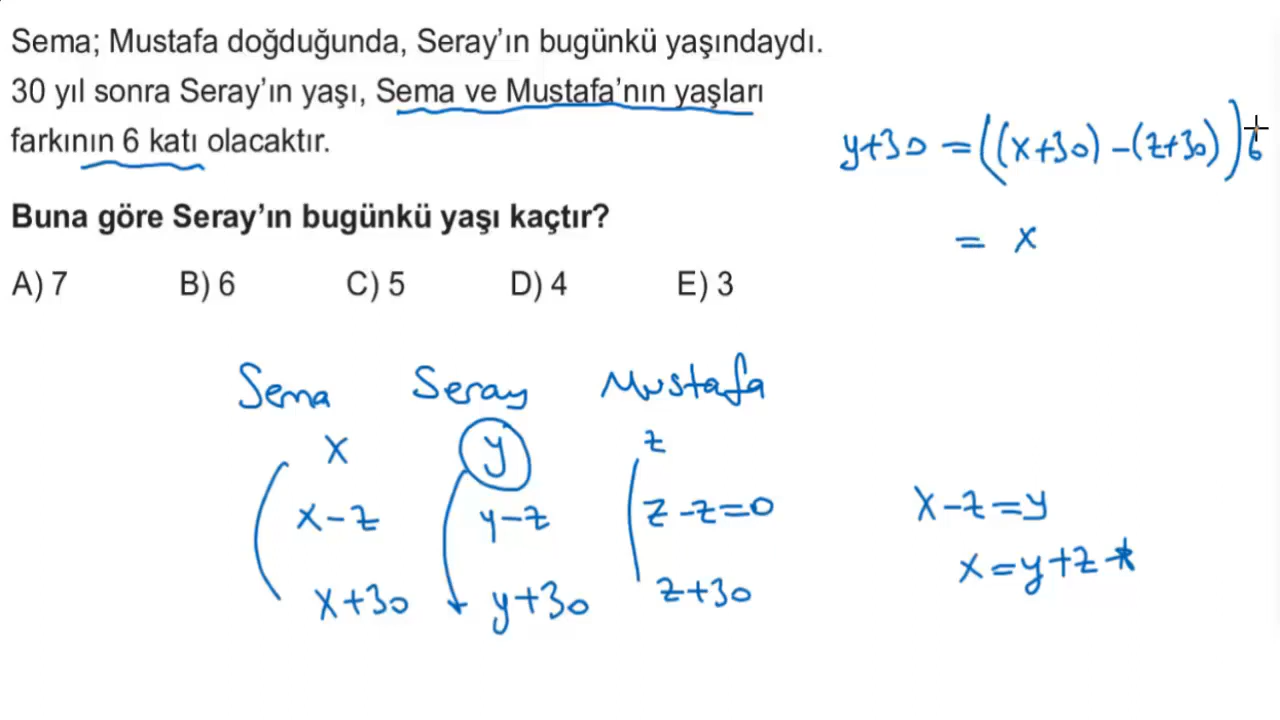 Sema; Mustafa doğduğunda, Seray'ın bugünkü yaşındaydı.
30 yıl sonra Seray'ın yaşı, Sema ve Mustafa'nın yaşları
farkının 6 katı olacaktır.
y+30 = ((x+30) - (z+30)) 6
= x
Buna göre Seray'ın bugünkü yaşı kaçtır?
A) 7 B) 6 C) 5 D) 4 E) 3
Sema Seray Mustafa
x y z
x-z y-z z-z=0
x-z=y
x=y+z *
x+30 y+30 z+30